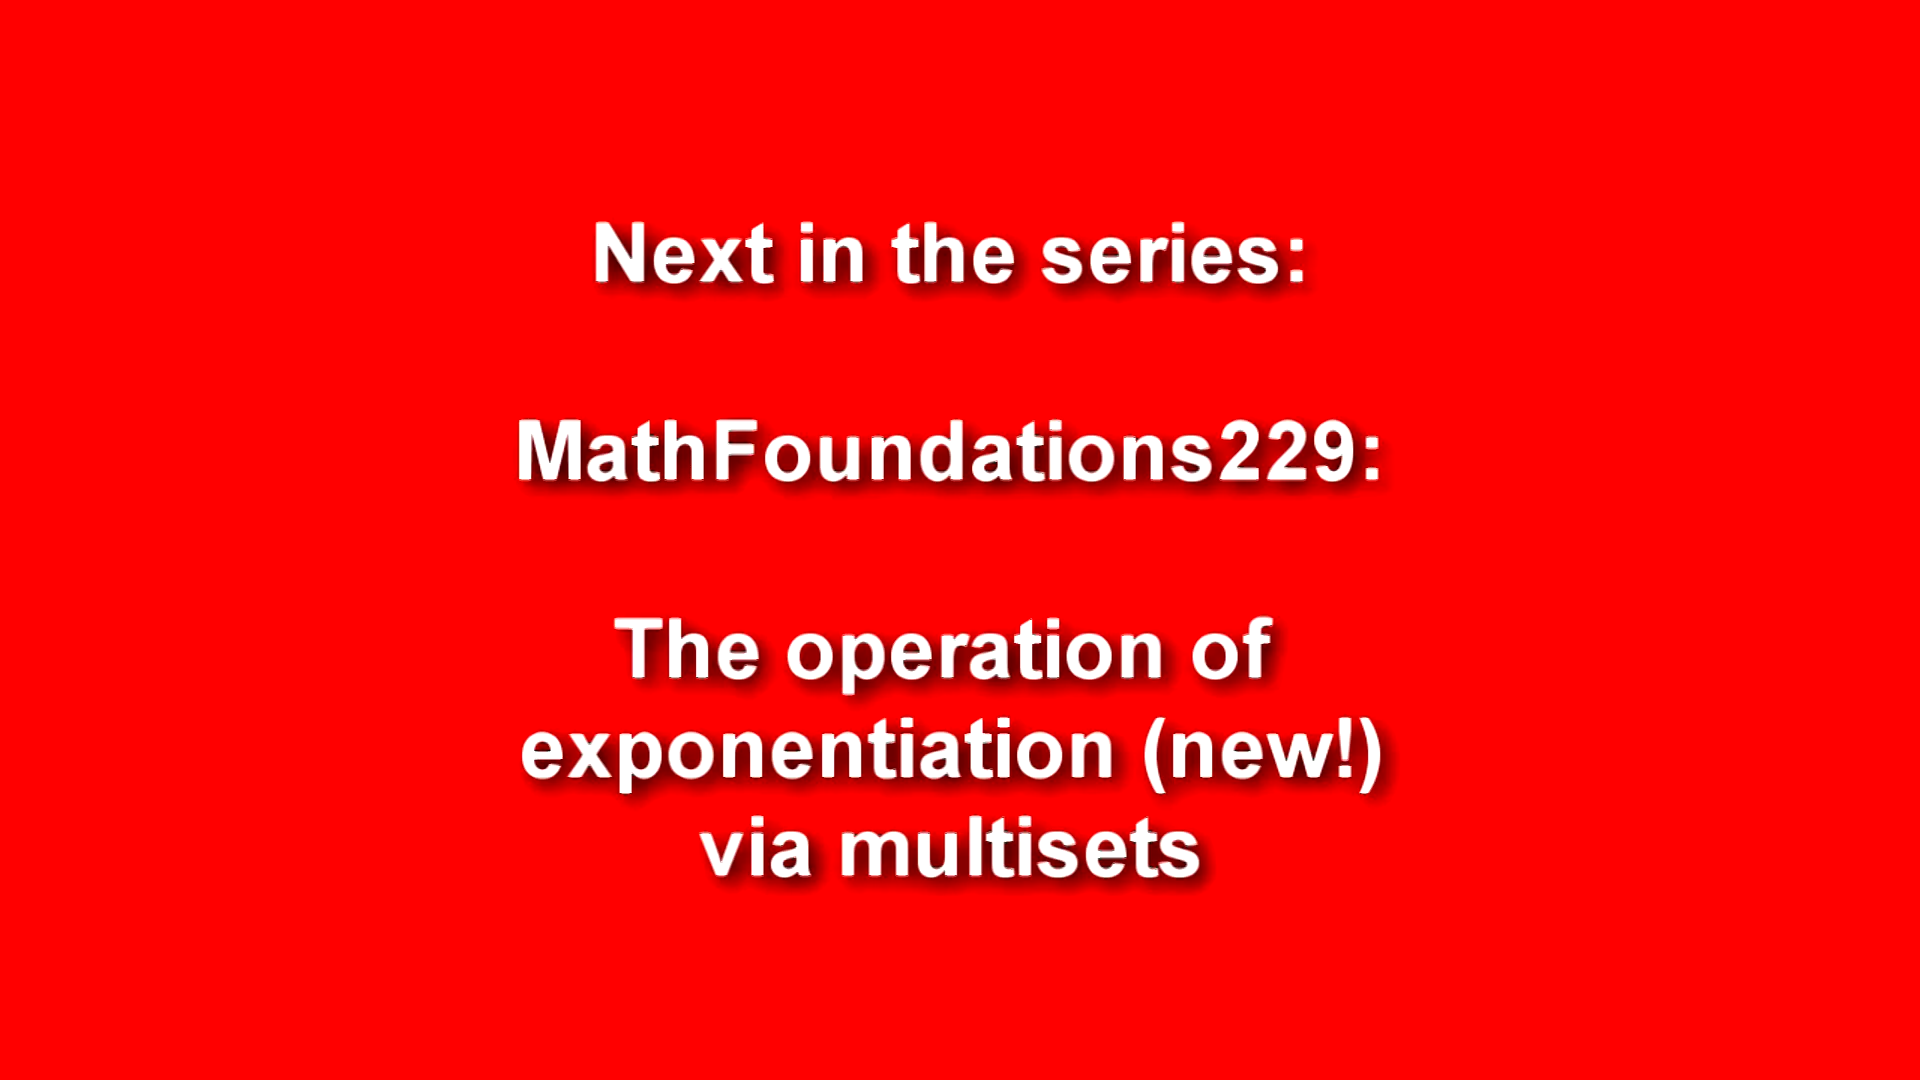 Next in the series:
MathFoundations229:
The operation of
exponentiation (new!)
via multisets